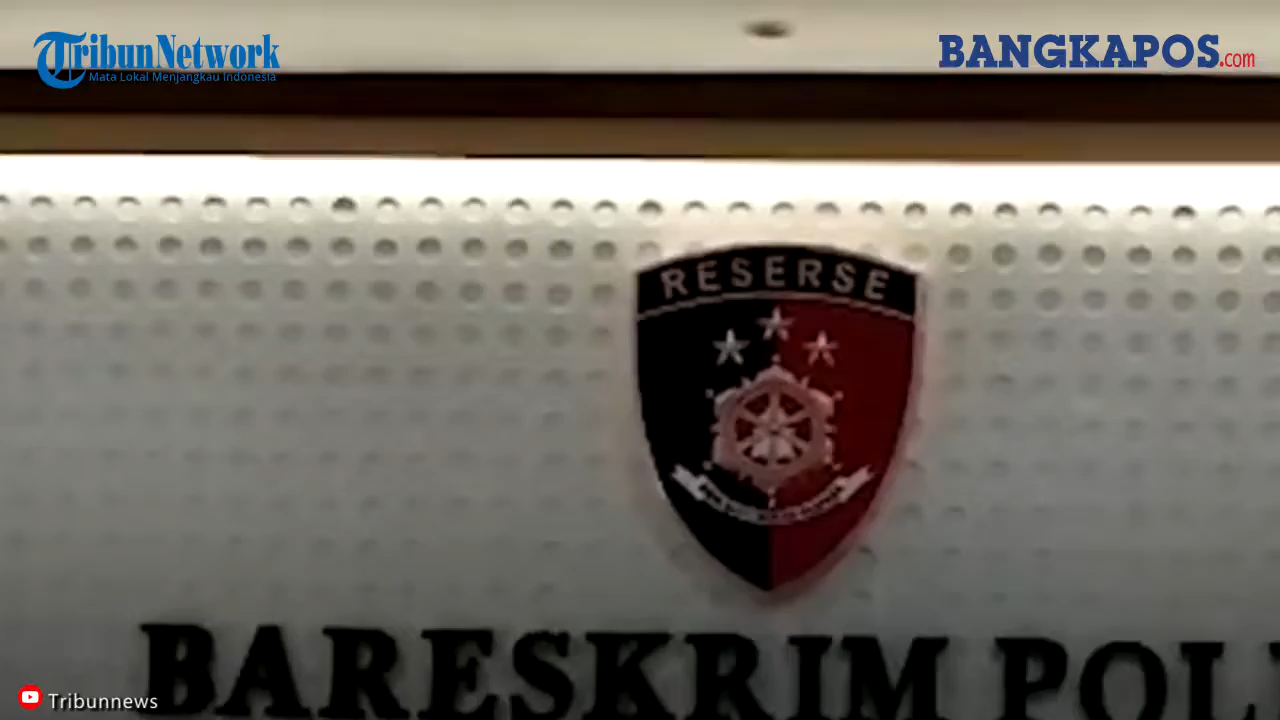 TribunNetwork
Mata Lokal Menjangkau Indonesia
BANGKAPOS.com
RESERSE
BARESKRIM POL
Tribunnews